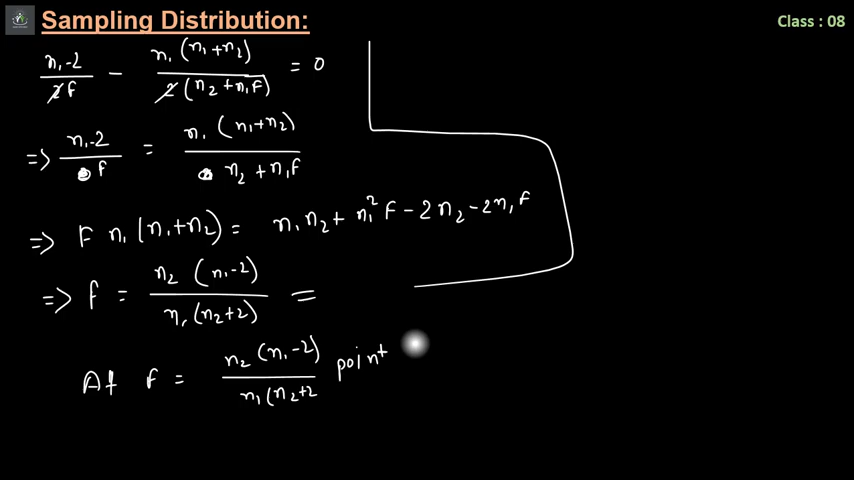 Sampling Distribution:
Class : 08
n₁-2/2f - n₁(n₁+n₂)/2(n₂+n₁f) = 0
=> n₁-2/f = n₁(n₁+n₂)/n₂+n₁f
=> F n₁(n₁+n₂) = n₁n₂+n₁²F-2n₂-2n₁f
=> f = n₂(n₁-2)/n₁(n₂+2) =
At f = n₂(n₁-2)/n₁(n₂+2 point